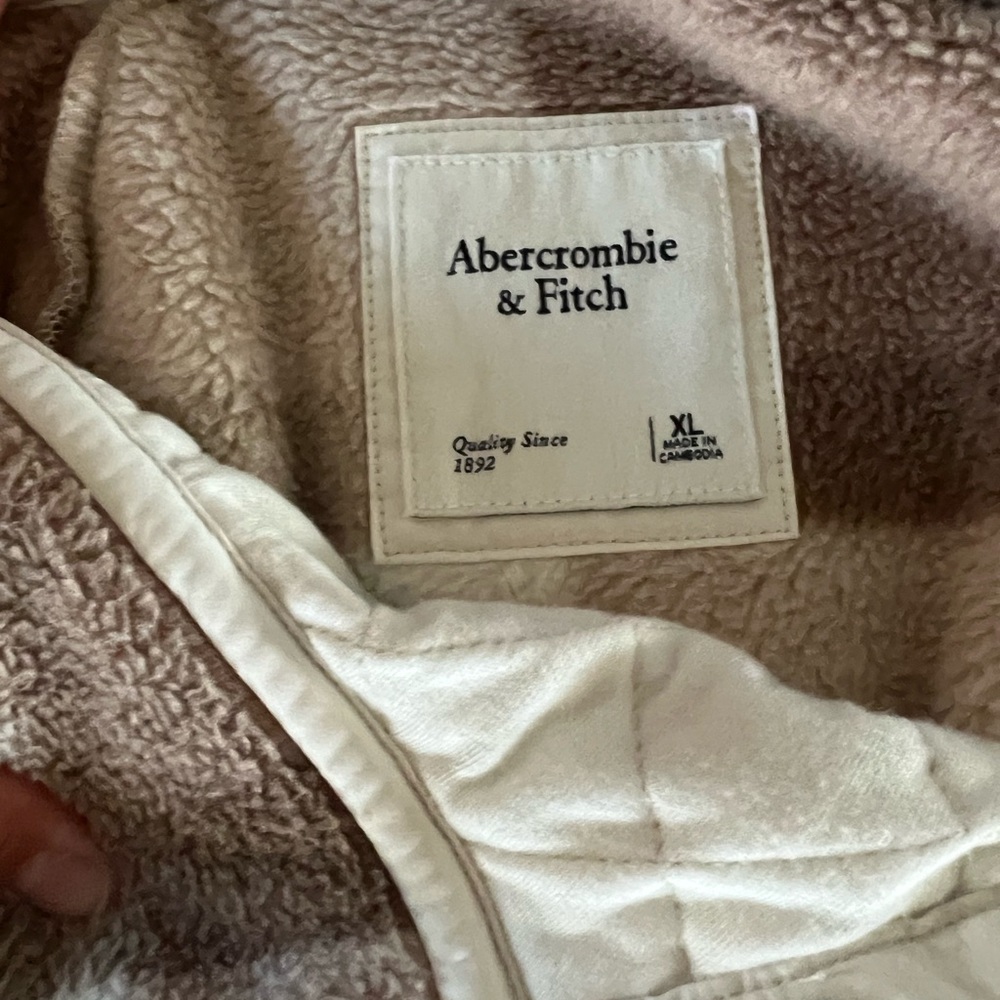 Abercrombie
& Fitch
Quality Since
1892
XL
MADE IN
CAMBODIA